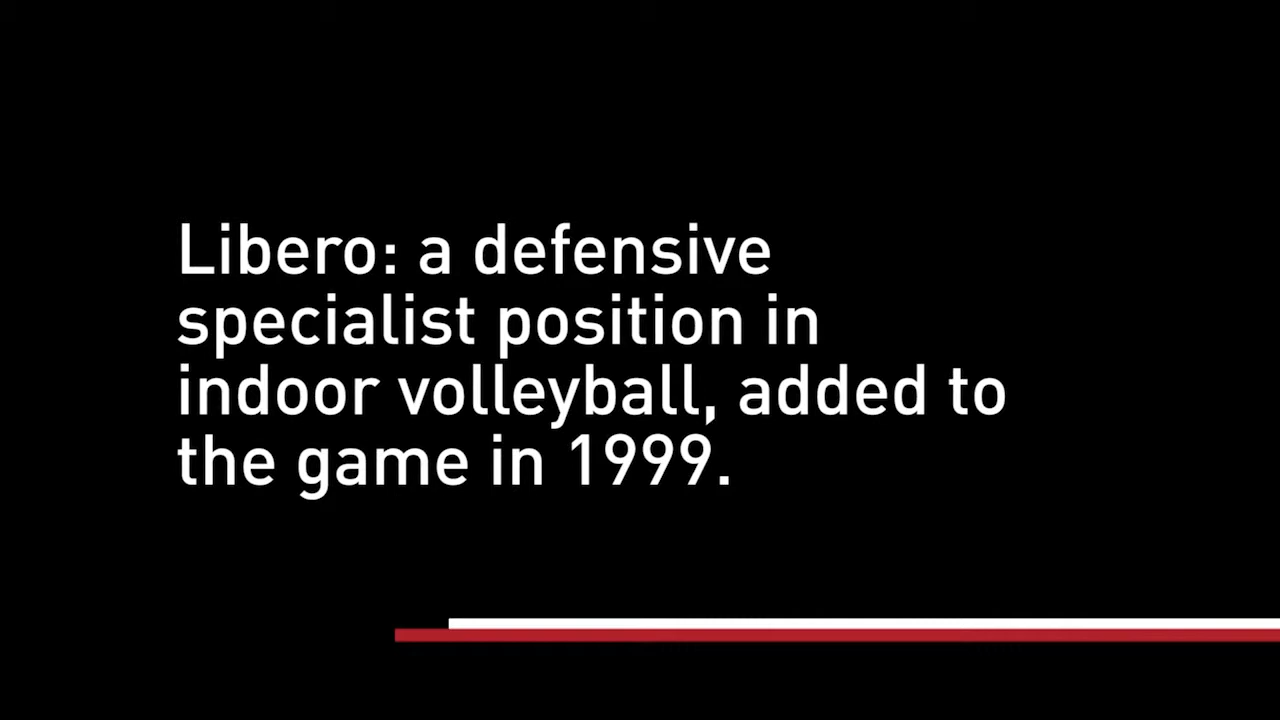 Libero: a defensive
specialist position in
indoor volleyball, added to
the game in 1999.